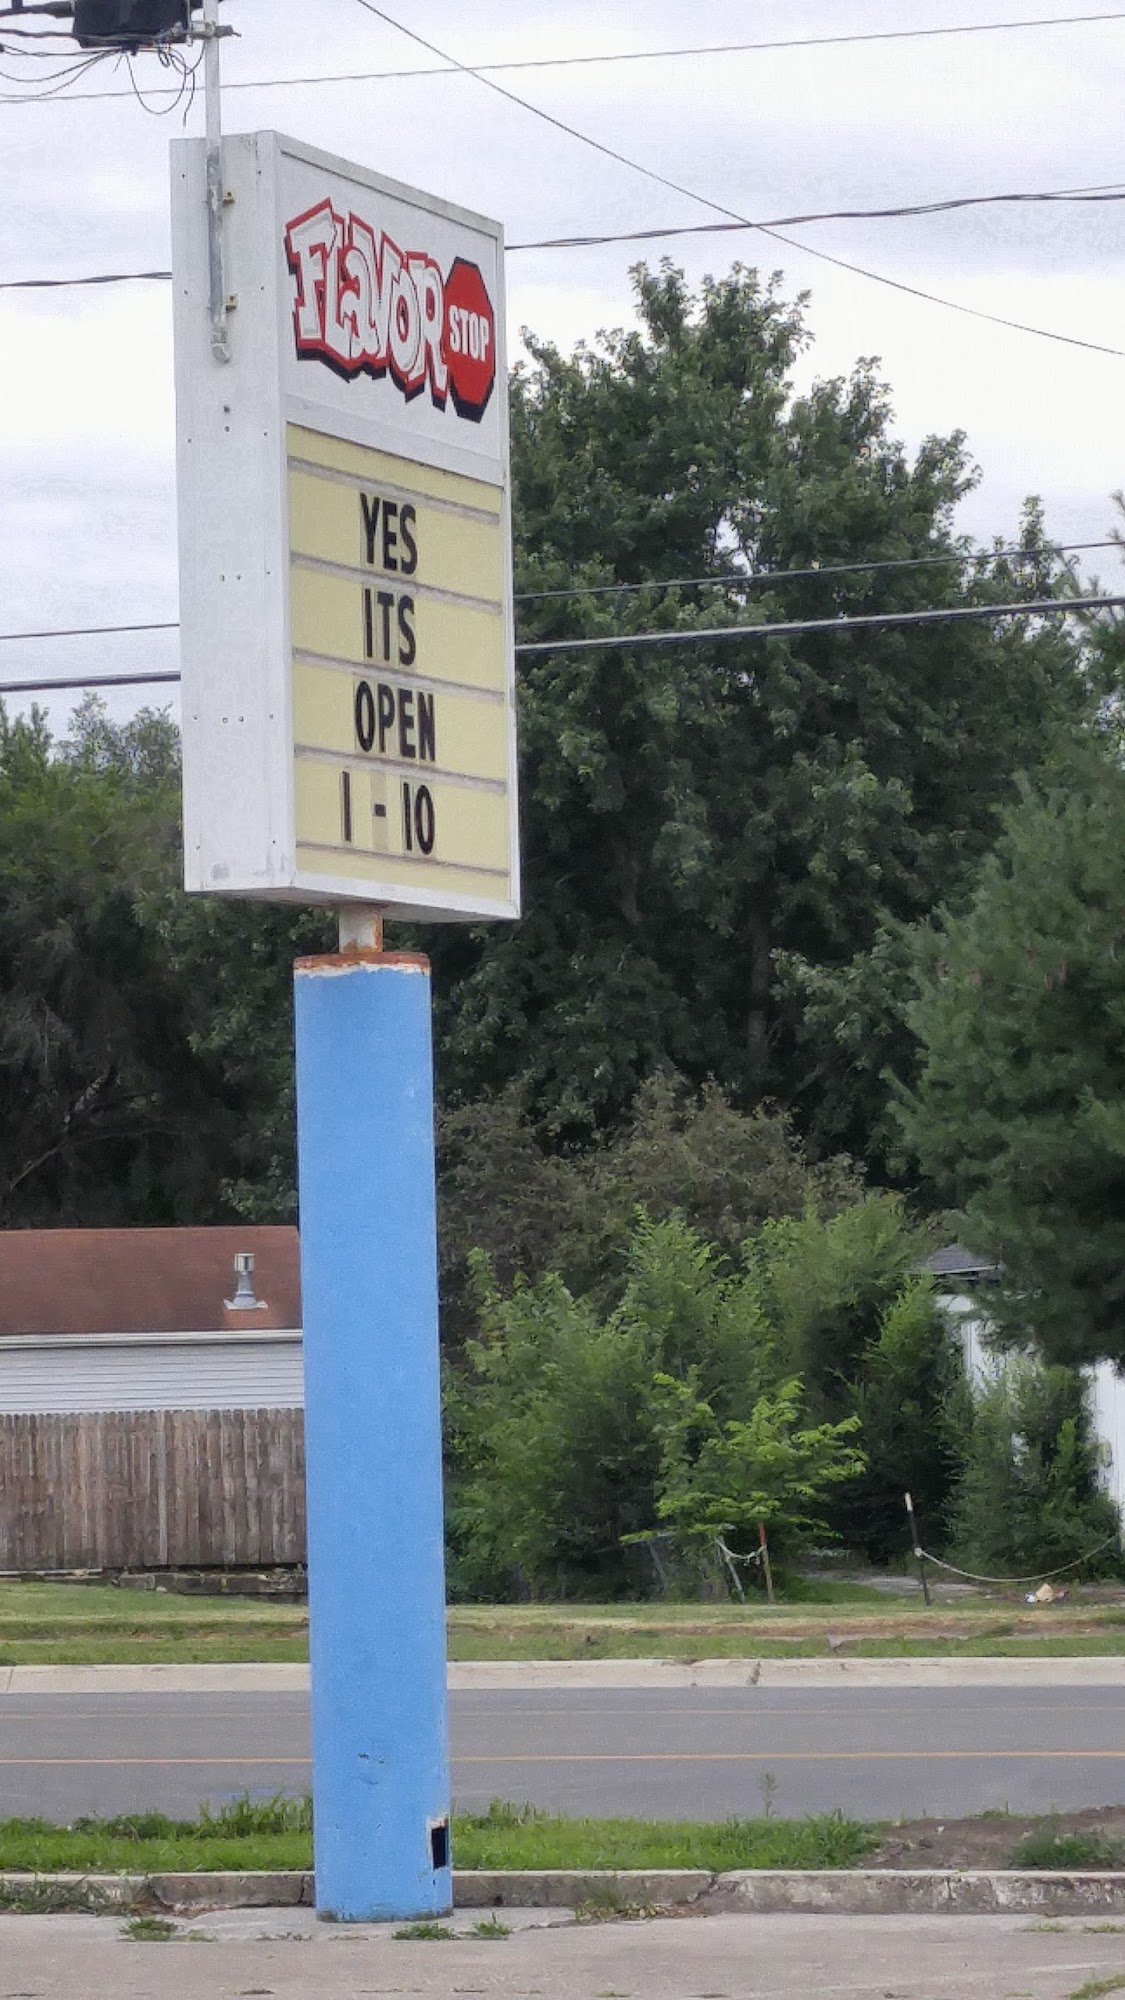 FLAVOR STOP
YES
ITS
OPEN
1 - 10